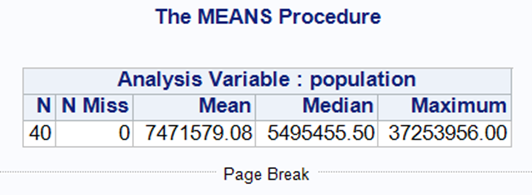 The MEANS Procedure
Analysis Variable : population
N N Miss Mean Median Maximum
40 0 7471579.08 5495455.50 37253956.00
Page Break